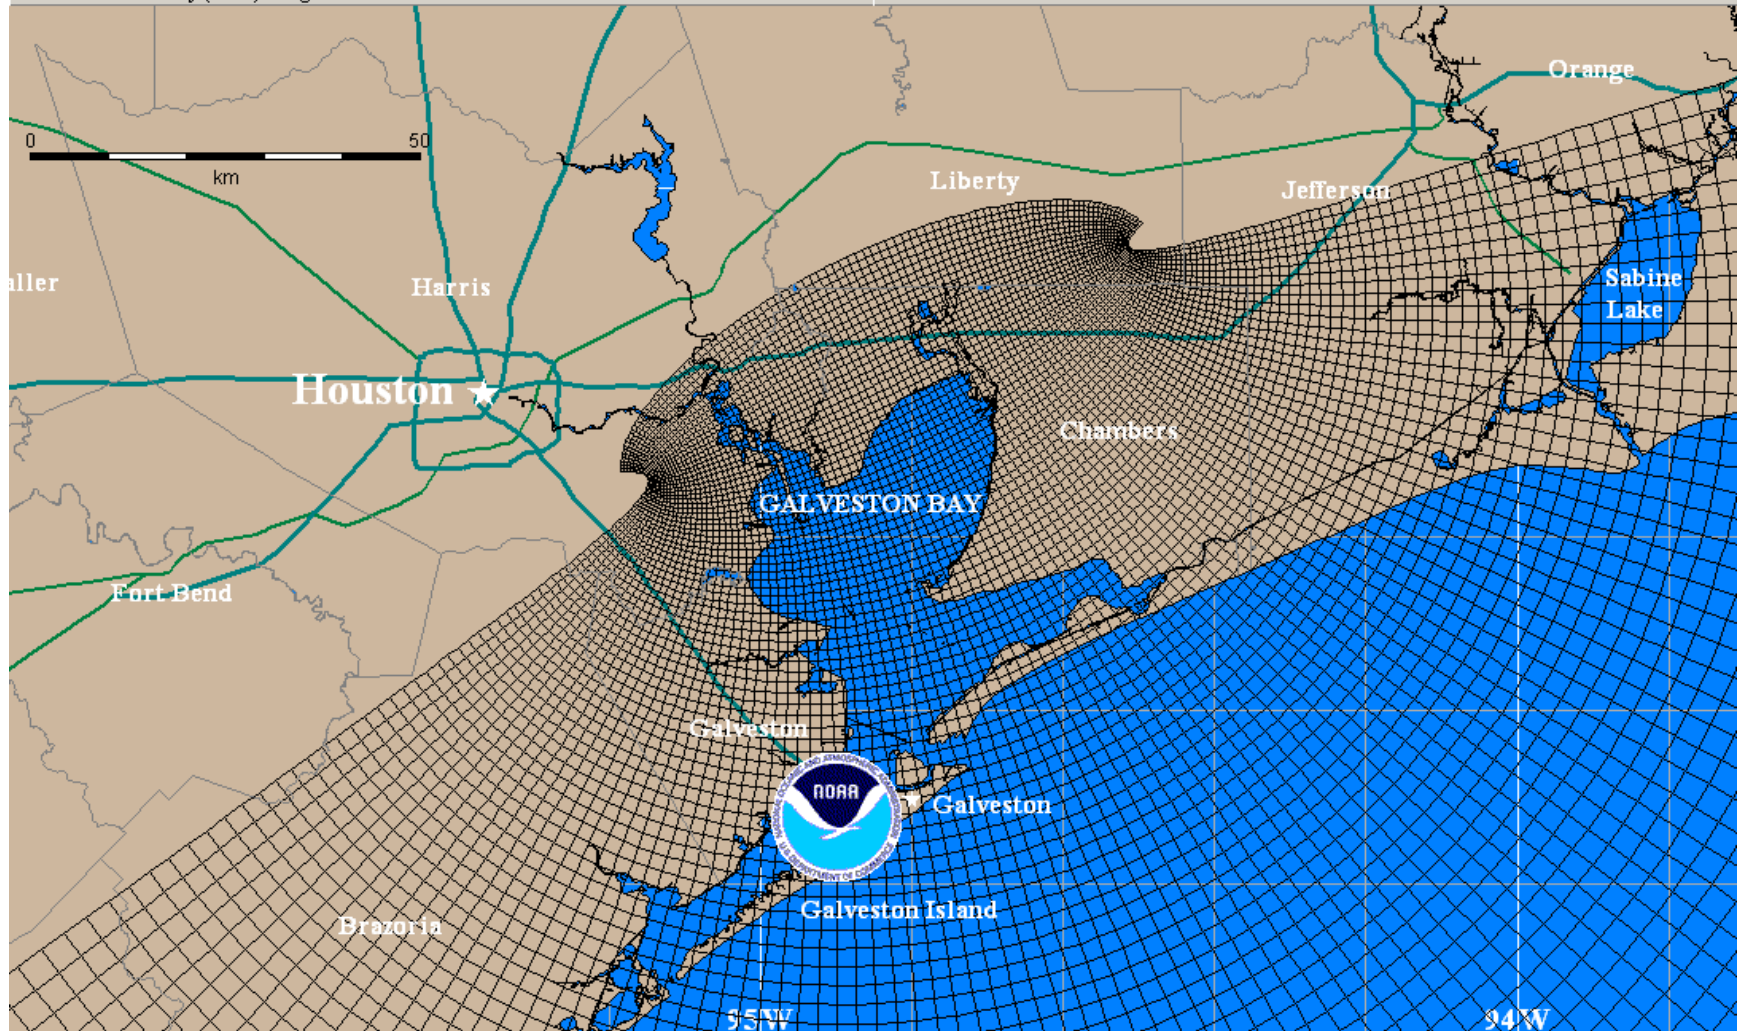 Orange
0
50
km
Liberty
Jefferson
Harris
Sabine
Lake
Houston
Chambers
GALVESTON BAY
Fort Bend
Galveston
NOAA
Galveston
Galveston Island
Brazoria
95W
94W